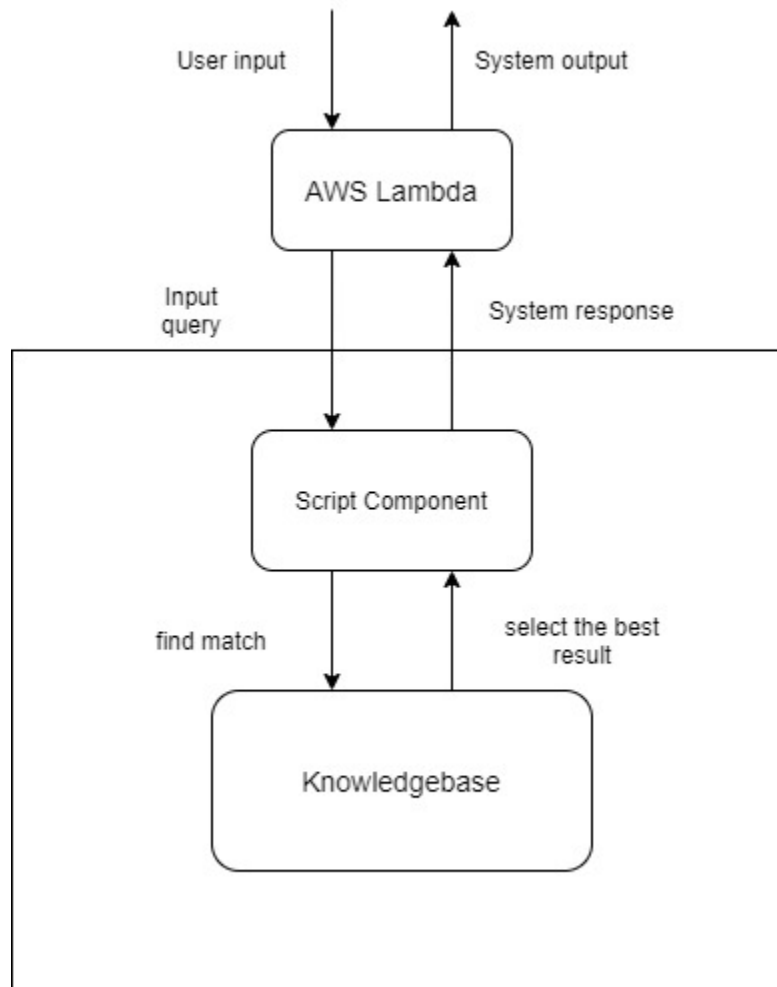 User input
System output
AWS Lambda
Input
query
System response
Script Component
find match
select the best
result
Knowledgebase